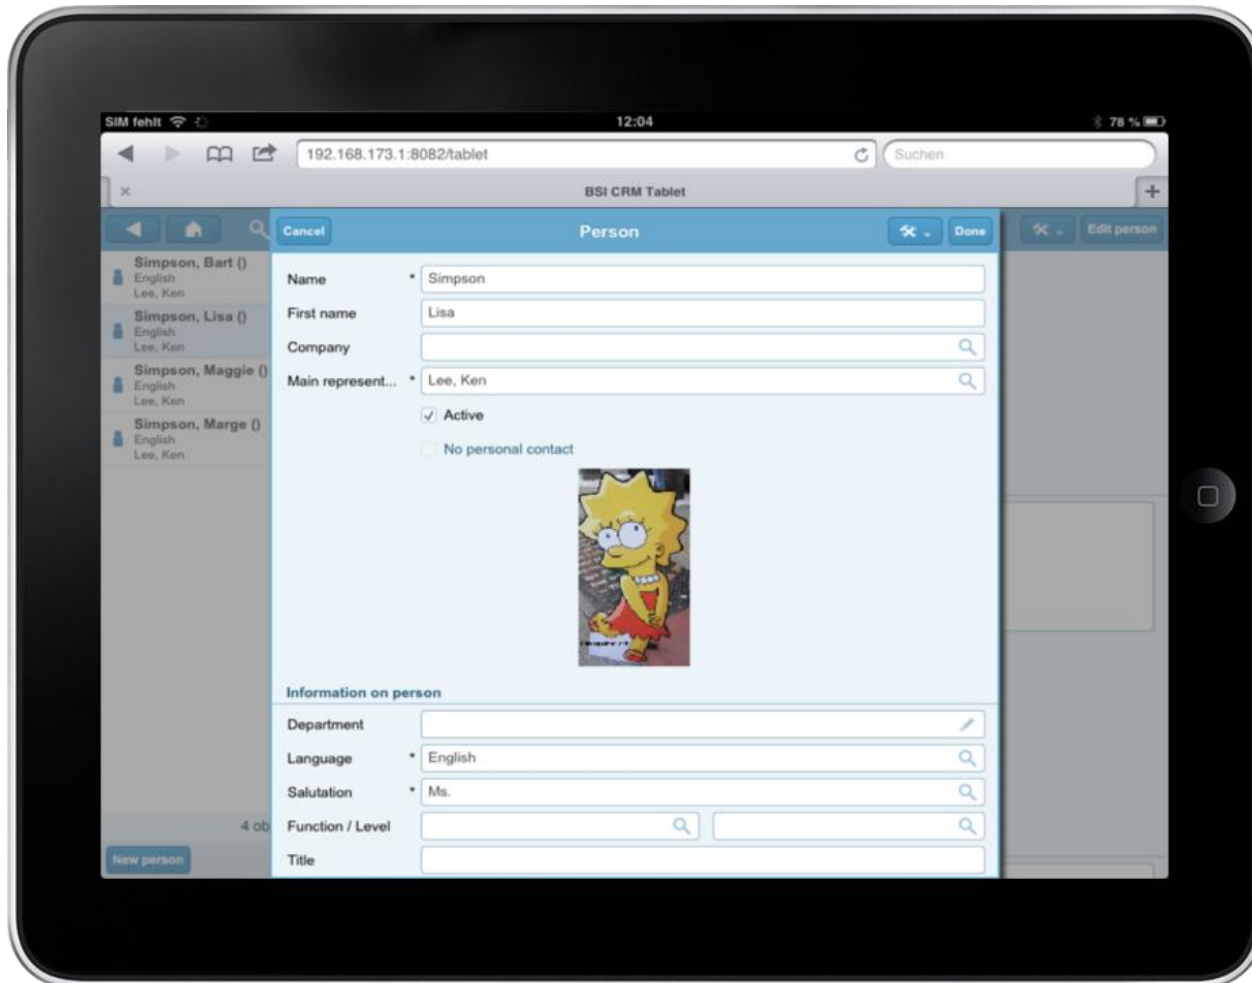 SIM fehlt 12:04 78 %
192.168.173.1:8082/tablet Suchen
BSI CRM Tablet
Cancel Person Done Edit person
Simpson, Bart ()
English
Lee, Ken
Simpson, Lisa ()
English
Lee, Ken
Simpson, Maggie ()
English
Lee, Ken
Simpson, Marge ()
English
Lee, Ken
4 ob
New person
Name * Simpson
First name Lisa
Company
Main represent... * Lee, Ken
Active
No personal contact
Information on person
Department
Language * English
Salutation * Ms.
Function / Level
Title